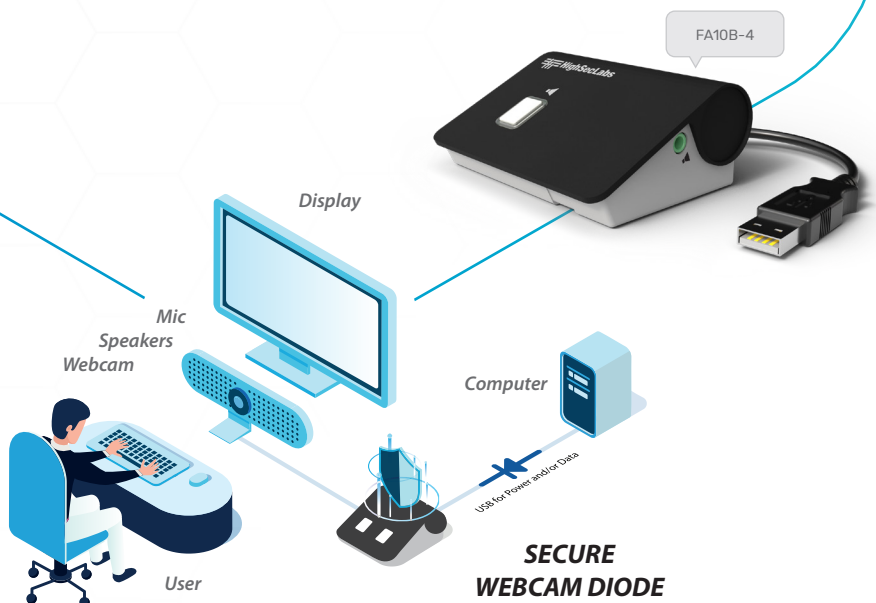 FA10B-4
HighSecLabs
Display
Mic
Speakers
Webcam
Computer
USB for Power and/or Data
SECURE
WEBCAM DIODE
User